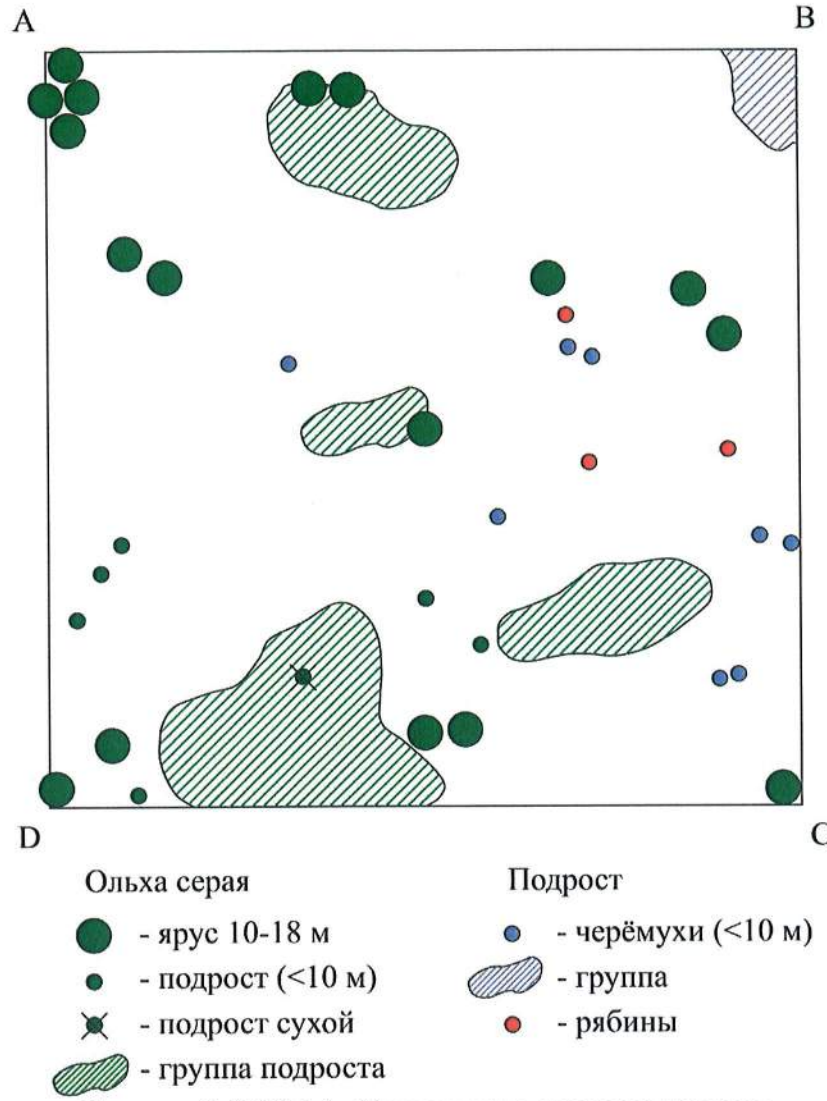 A
B
D
C
Ольха серая
- ярус 10-18 м
- подрост (<10 м)
- подрост сухой
- группа подроста
Подрост
- черёмухи (<10 м)
- группа
- рябины